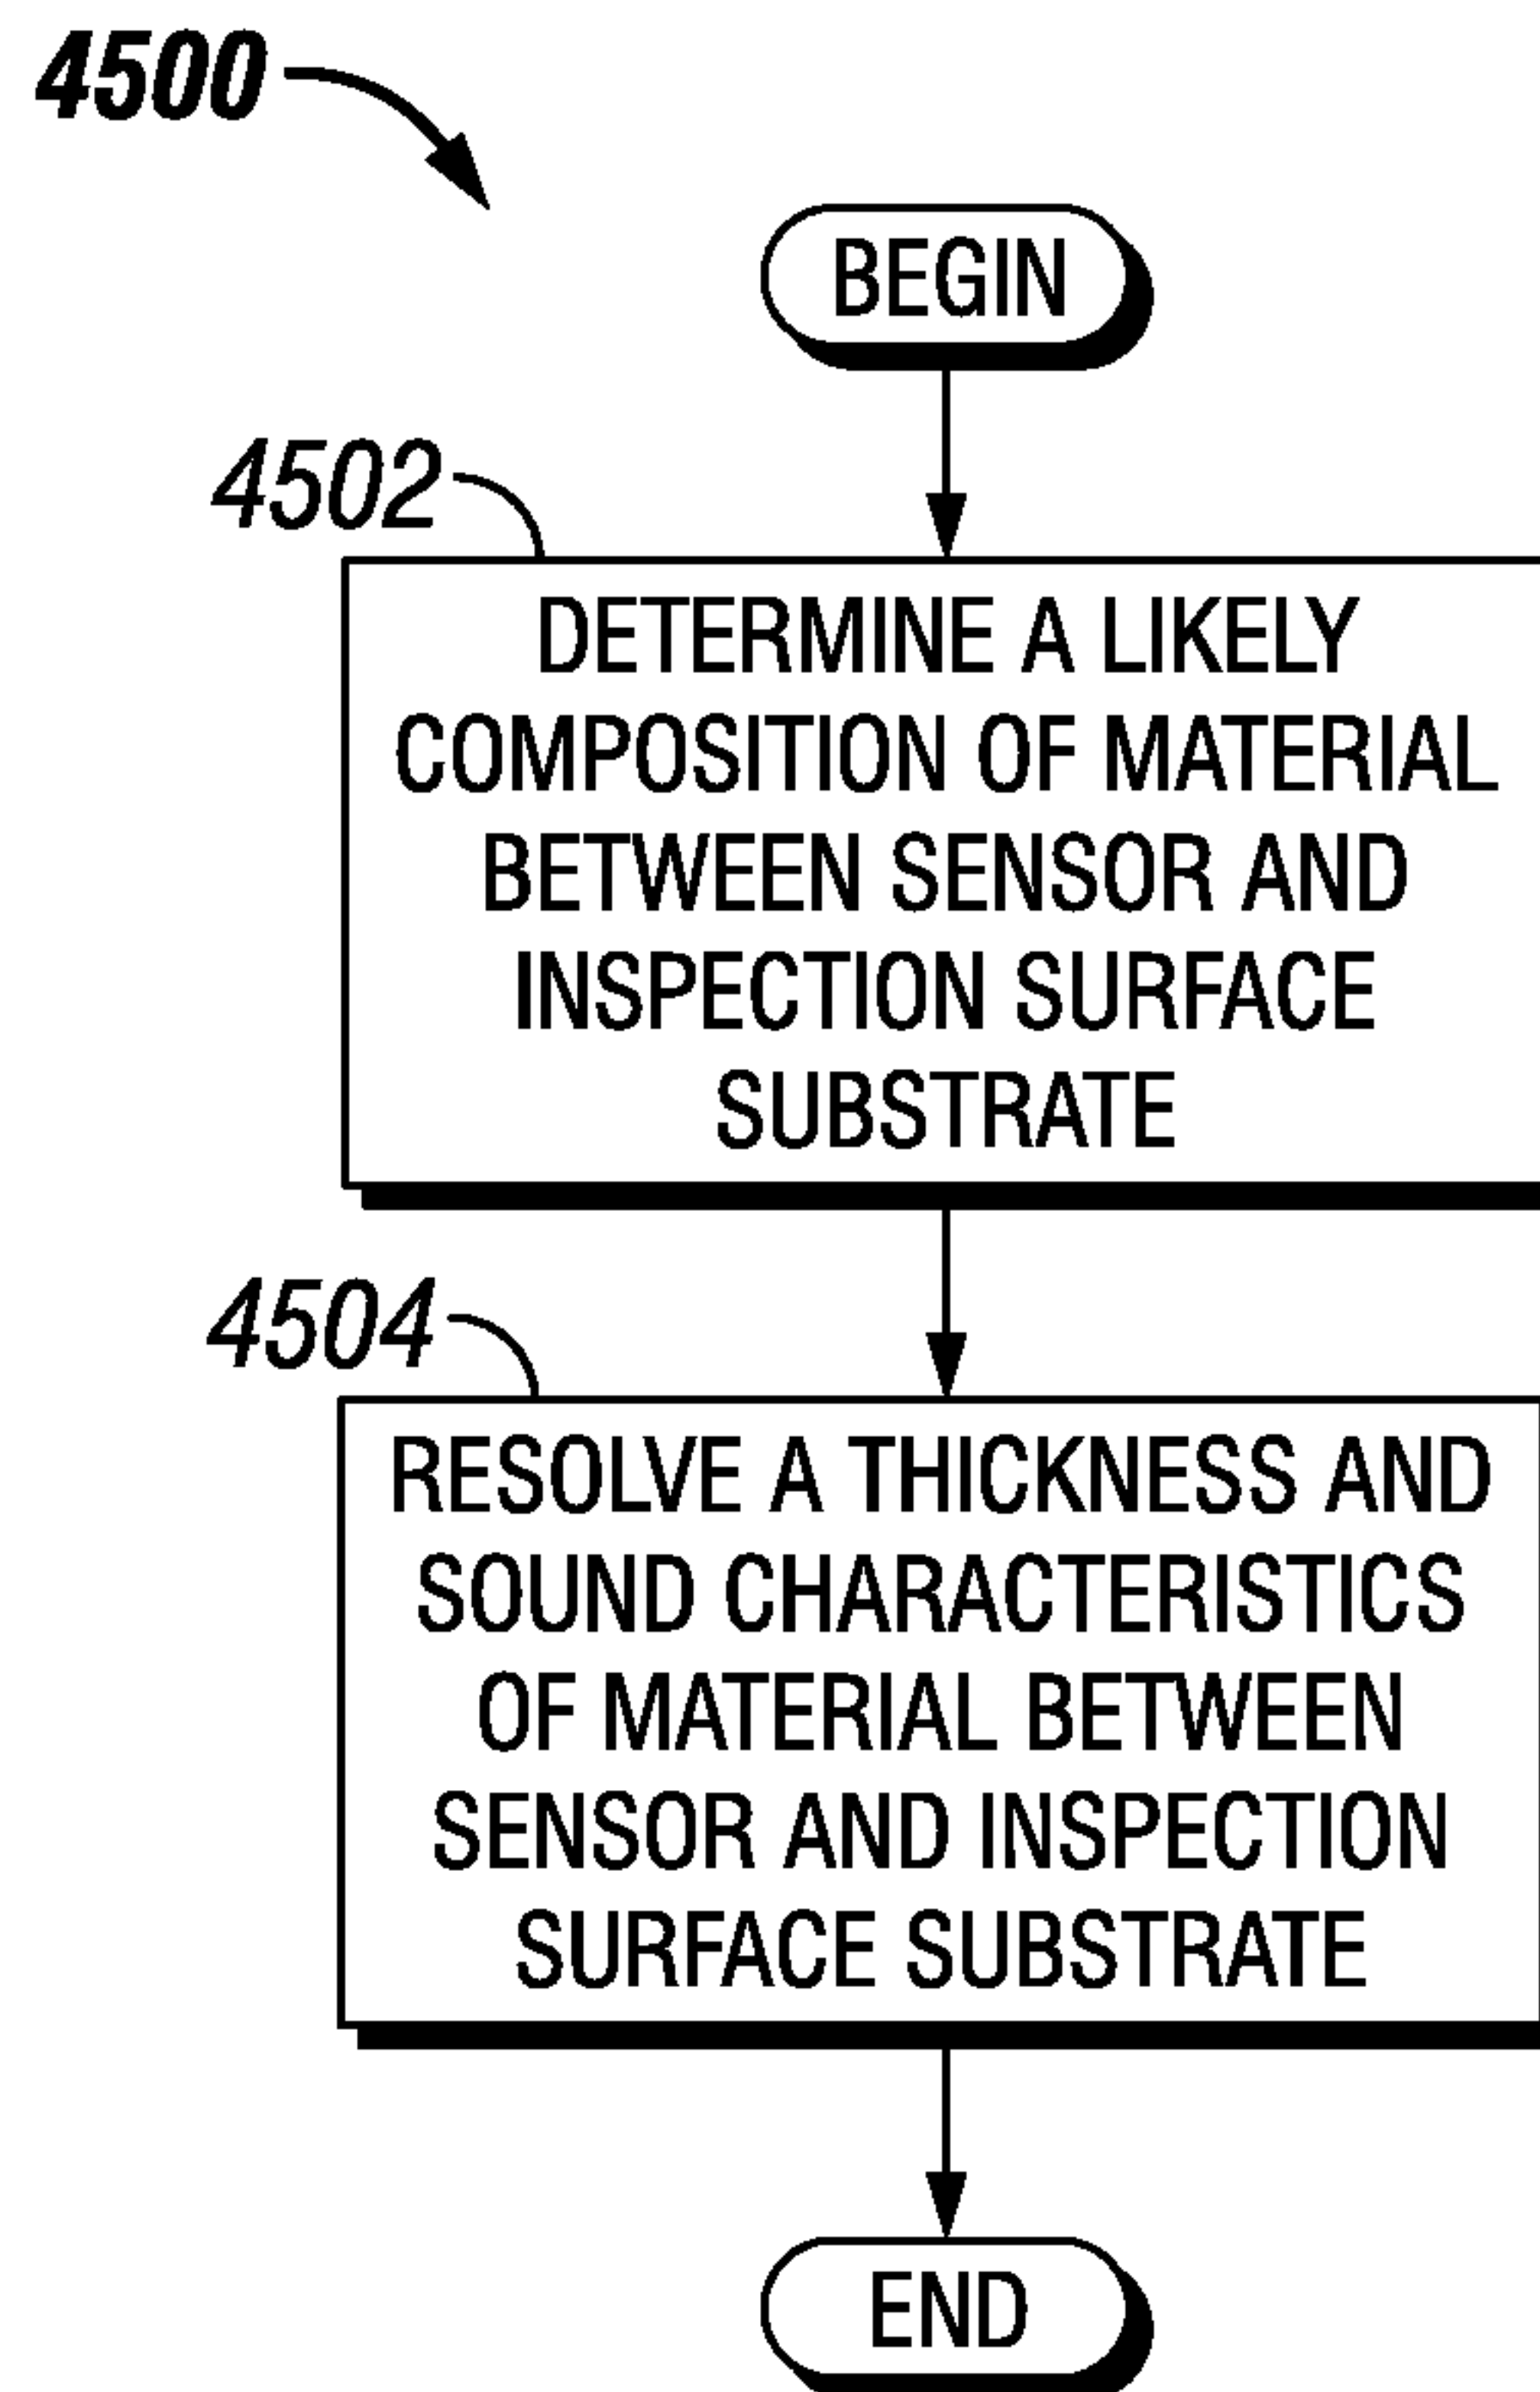 4500
BEGIN
4502
DETERMINE A LIKELY
COMPOSITION OF MATERIAL
BETWEEN SENSOR AND
INSPECTION SURFACE
SUBSTRATE
4504
RESOLVE A THICKNESS AND
SOUND CHARACTERISTICS
OF MATERIAL BETWEEN
SENSOR AND INSPECTION
SURFACE SUBSTRATE
END